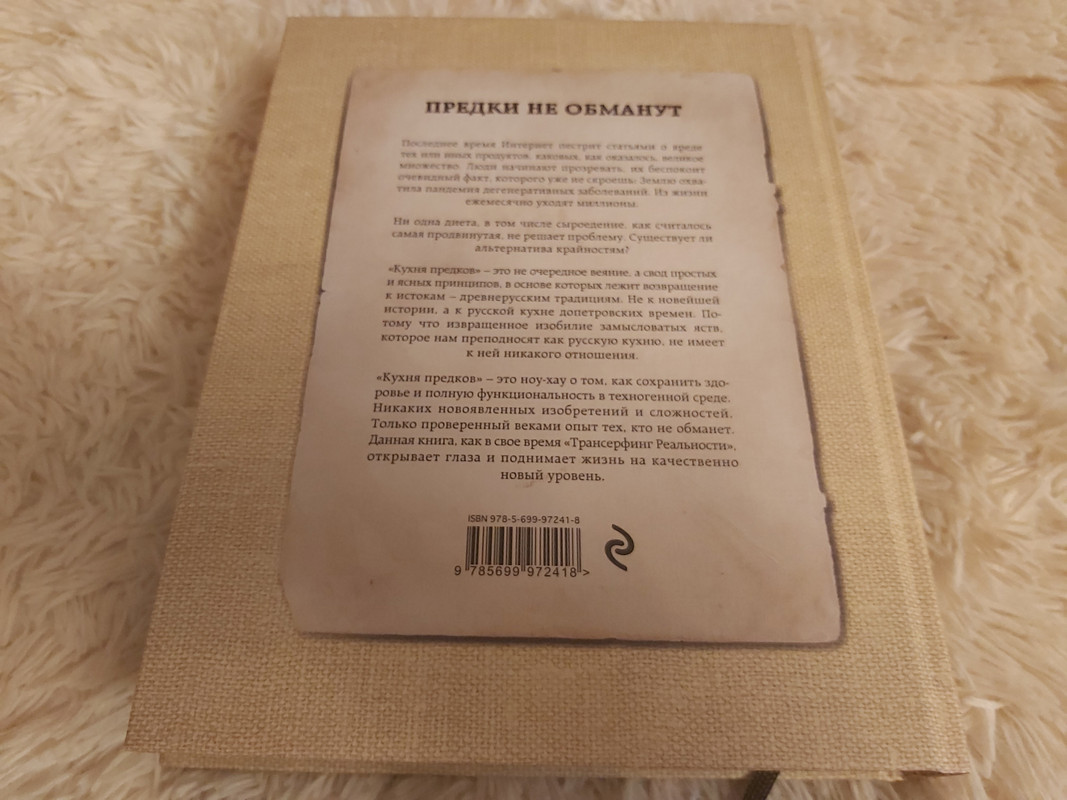 ПРЕДКИ НЕ ОБМАНУТ
Последнее время Интернет пестрит статьями о вреде
тех или иных продуктов, каковых, как оказалось, великое
множество. Люди начинают прозревать, их беспокоит
очевидный факт, которого уже не скроешь: Землю охва-
тила пандемия дегенеративных заболеваний. Из жизни
ежемесячно уходят миллионы.
Ни одна диета, в том числе сыроедение, как считалось
самая продвинутая, не решает проблему. Существует ли
альтернатива крайностям?
«Кухня предков» – это не очередное веяние, а свод простых
и ясных принципов, в основе которых лежит возвращение
к истокам – древнерусским традициям. Не к новейшей
истории, а к русской кухне допетровских времен. По-
тому что извращенное изобилие замысловатых яств,
которое нам преподносят как русскую кухню, не имеет
к ней никакого отношения.
«Кухня предков» – это ноу-хау о том, как сохранить здо-
ровье и полную функциональность в техногенной среде.
Никаких новоявленных изобретений и сложностей.
Только проверенный веками опыт тех, кто не обманет.
Данная книга, как в свое время «Трансерфинг Реальности»,
открывает глаза и поднимает жизнь на качественно
новый уровень.
ISBN 978-5-699-97241-8
9 785699 972418 >